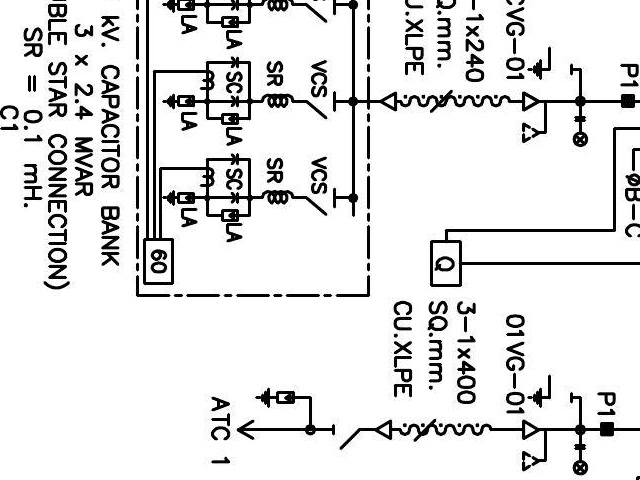 CVG-01
-1x240
Q.mm.
CU.XLPE
P1
-ØB-C
LA
LA
VCS
SR
SC
LA
LA
VCS
SR
SC
LA
LA
60
Q
kV. CAPACITOR BANK
3 x 2.4 MVAR
BLE STAR CONNECTION)
SR = 0.1 mH.
C1
P1
01VG-01
3-1x400
SQ.mm.
CU.XLPE
ATC 1